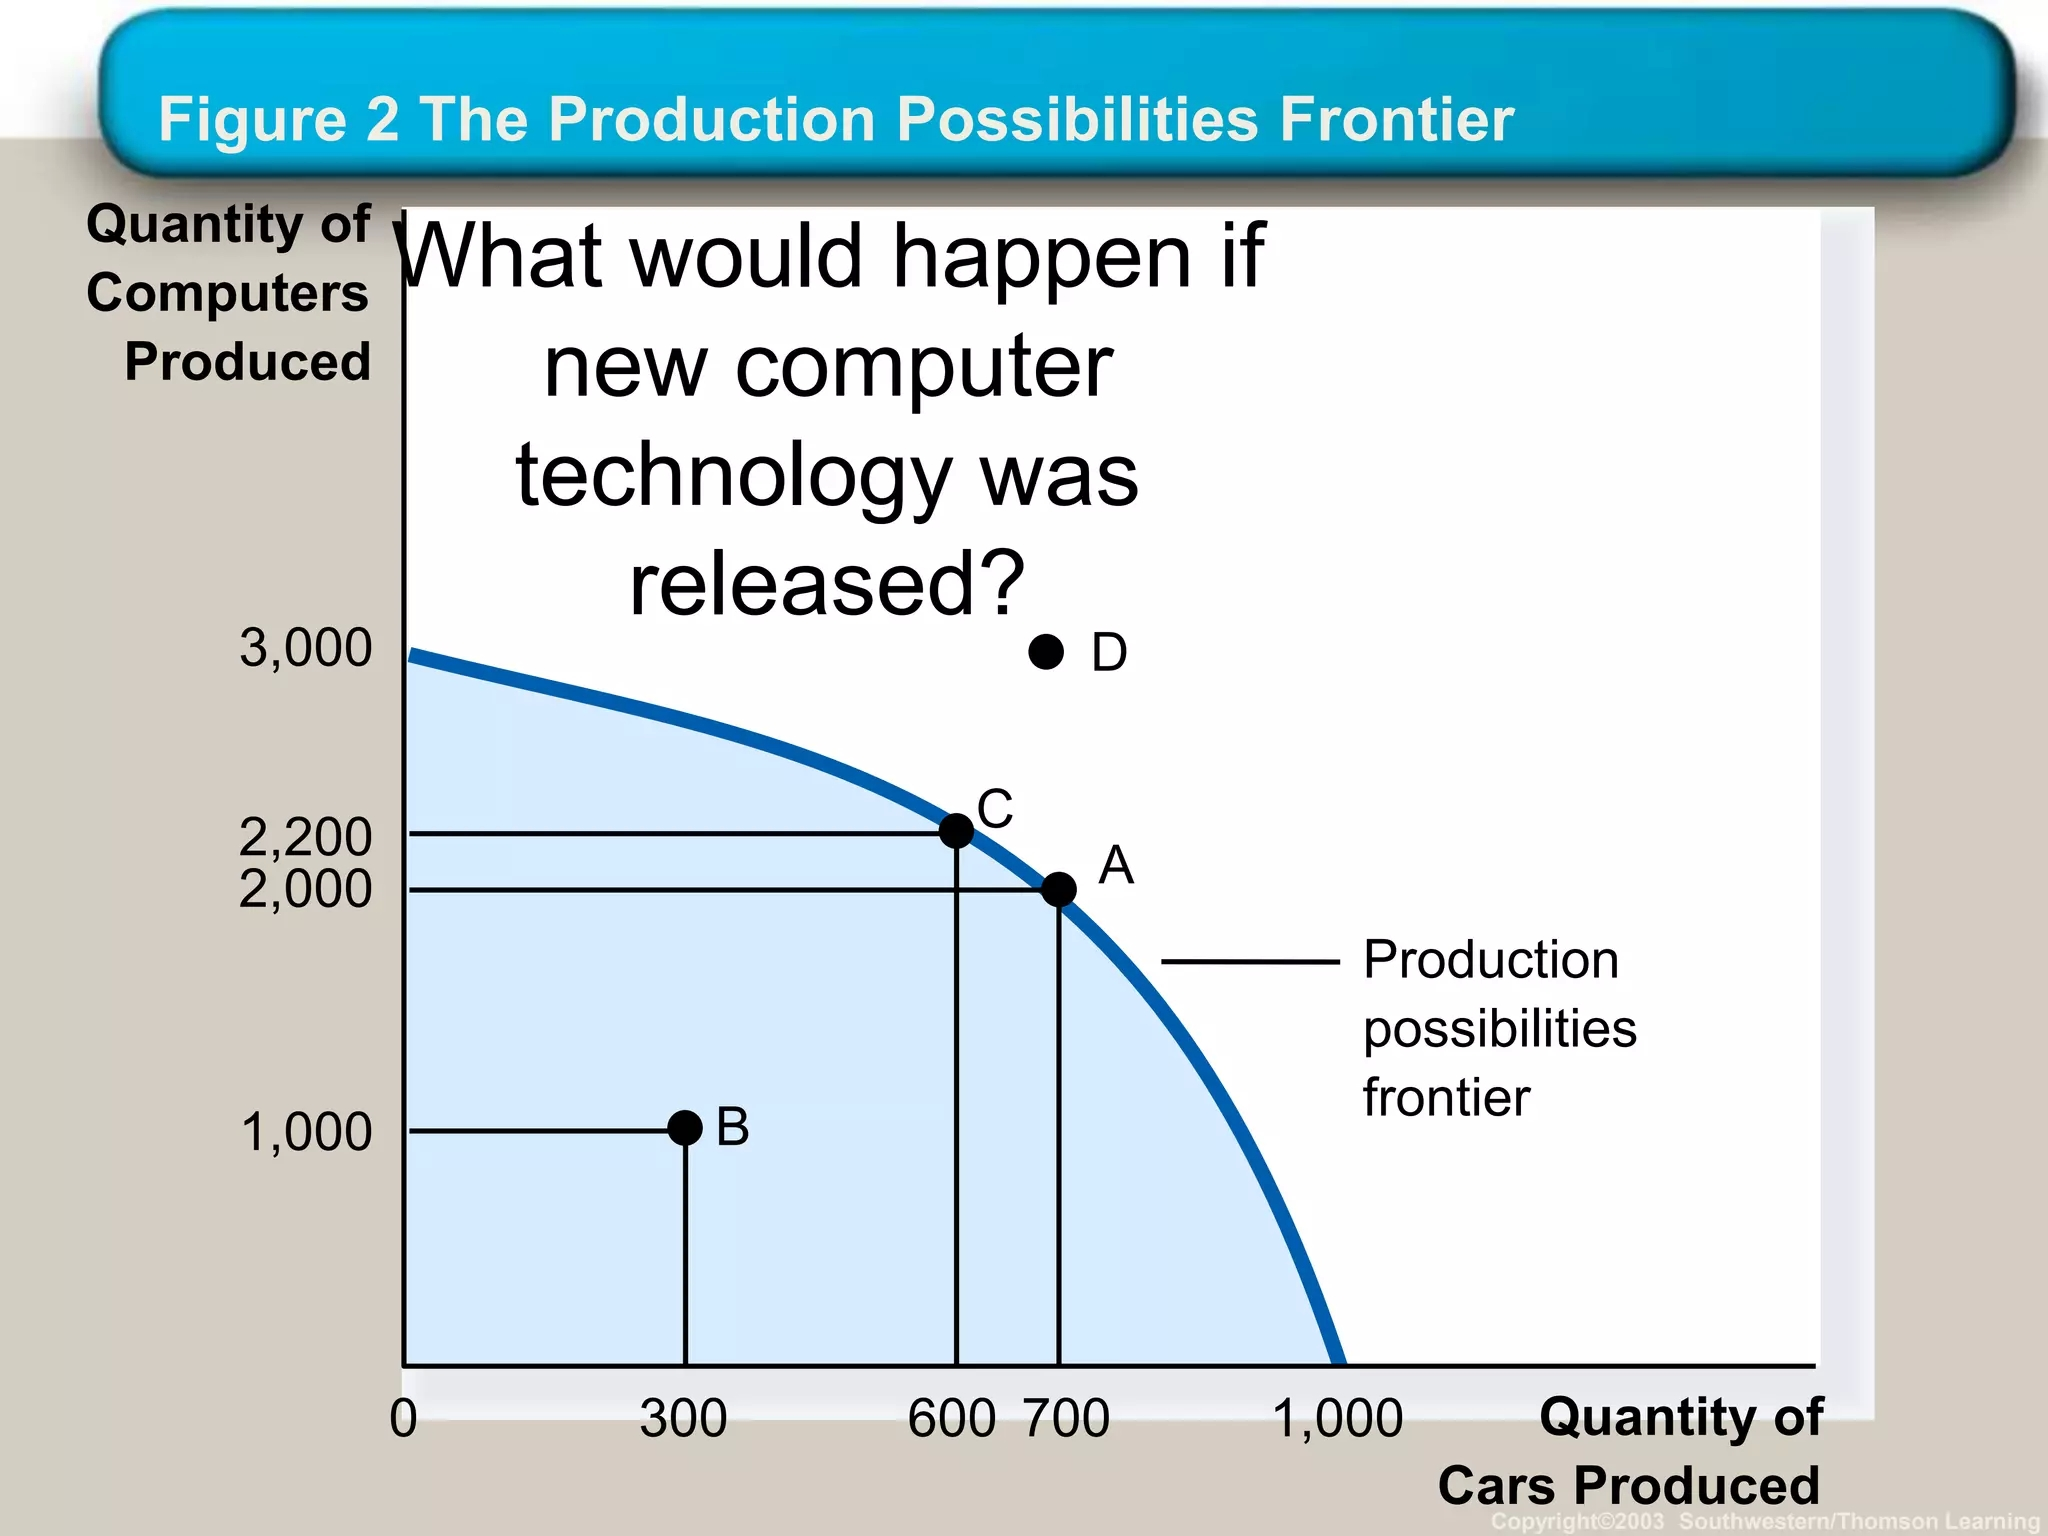 Figure 2 The Production Possibilities Frontier
Quantity of
Computers
Produced
What would happen if
new computer
technology was
released?
3,000
D
C
2,200
A
2,000
Production
possibilities
frontier
1,000
B
0
300
600
700
1,000
Quantity of
Cars Produced
Copyright©2003 Southwestern/Thomson Learning